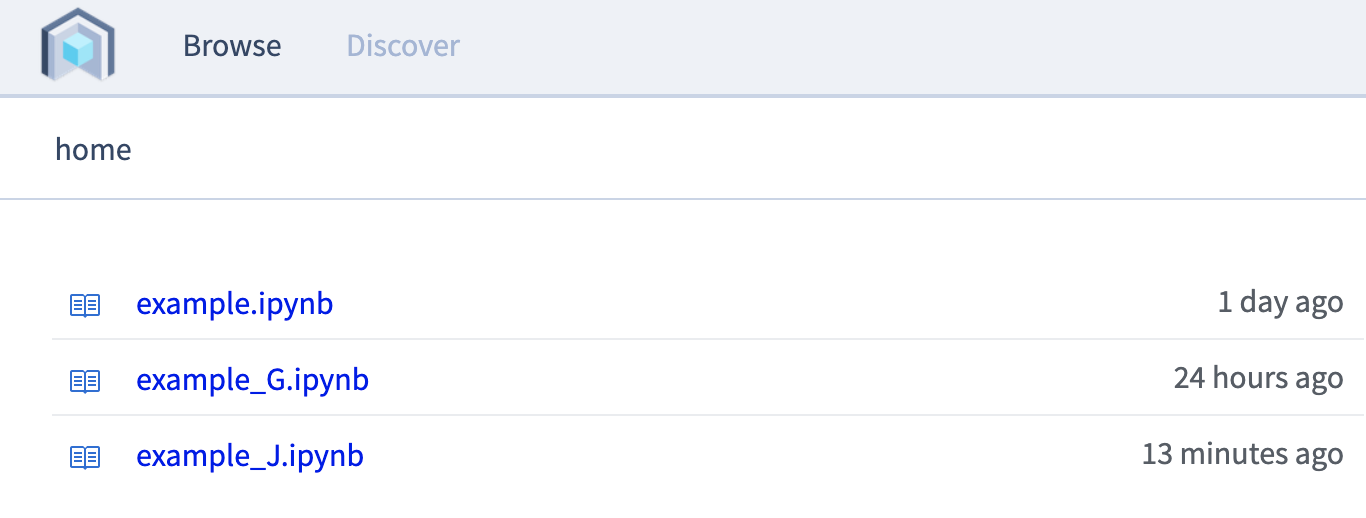 Browse Discover
home
example.ipynb 1 day ago
example_G.ipynb 24 hours ago
example_J.ipynb 13 minutes ago